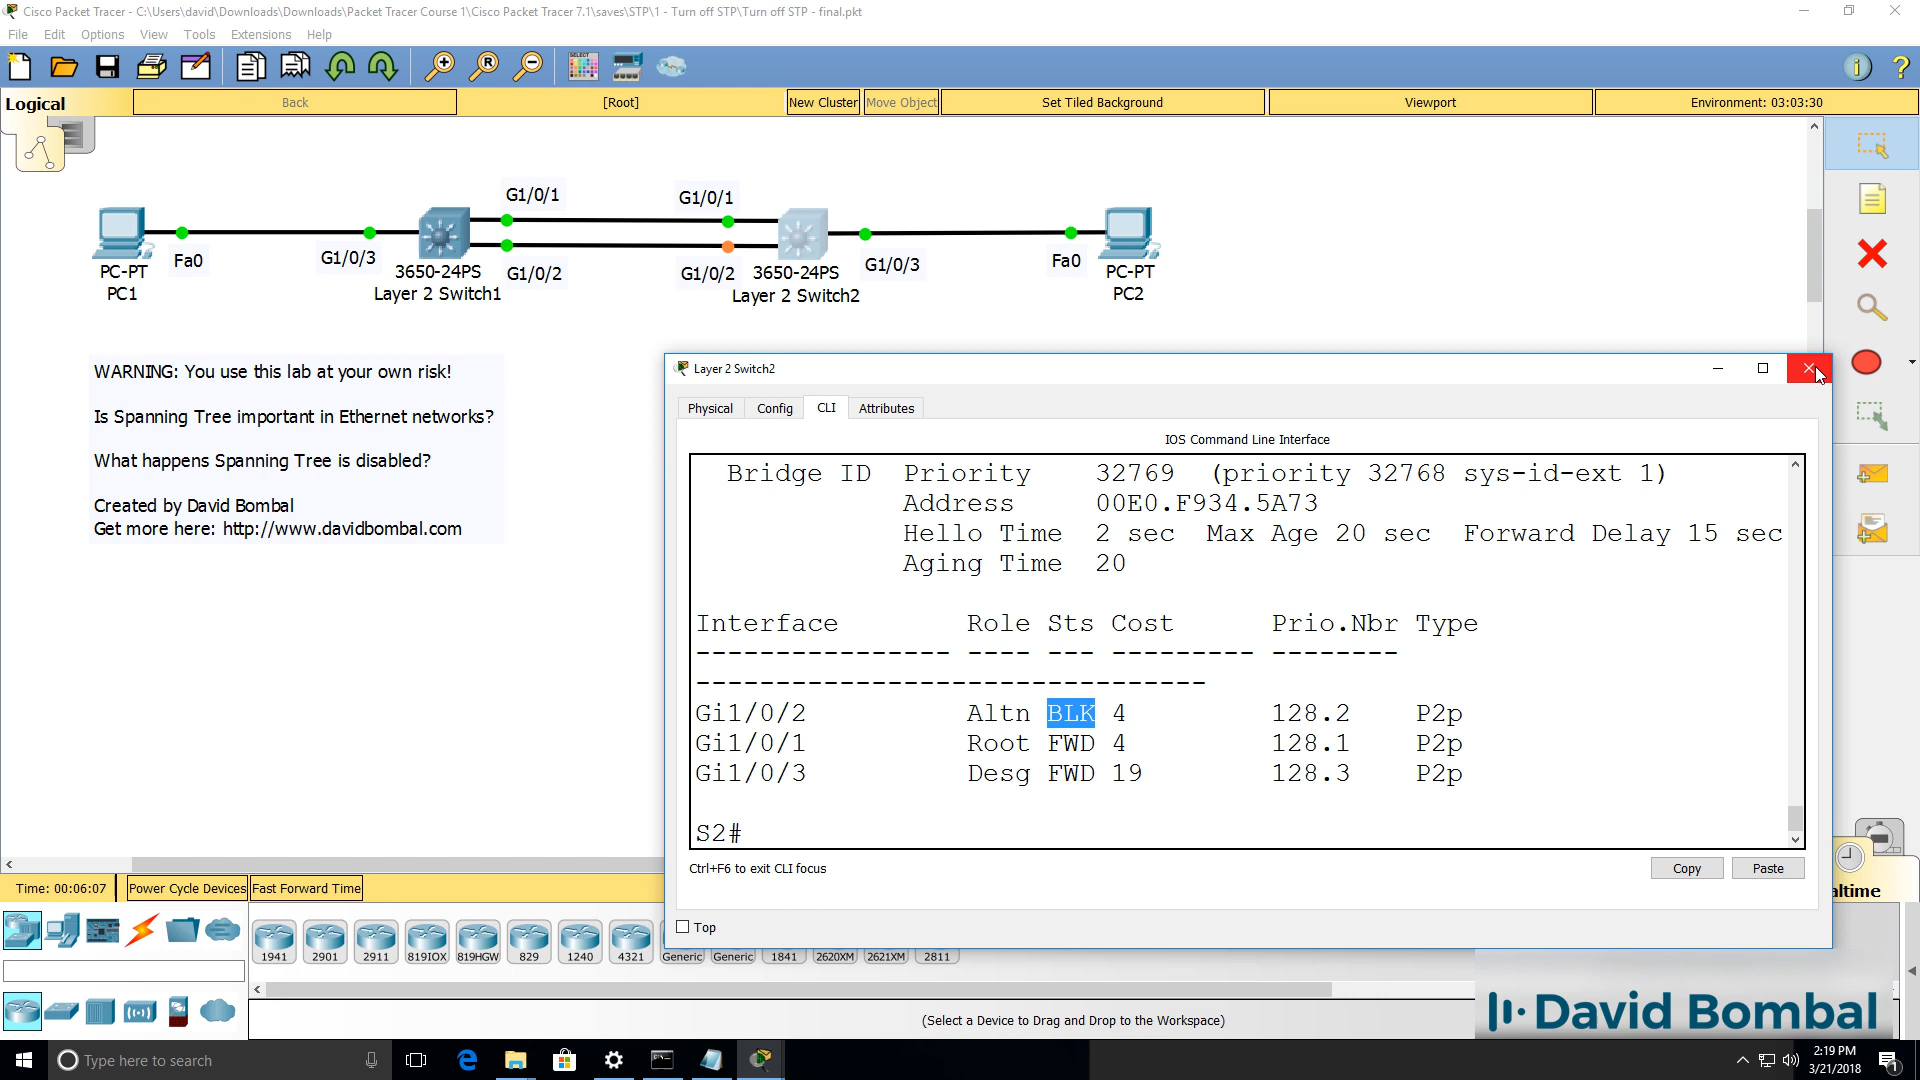 Cisco Packet Tracer - C:\Users\david\Downloads\Downloads\Packet Tracer Course 1\Cisco Packet Tracer 7.1\saves\STP\1 - Turn off STP\Turn off STP - final.pkt
File Edit Options View Tools Extensions Help
Logical Back [Root] New Cluster Move Object Set Tiled Background Viewport Environment: 03:03:30
G1/0/1 G1/0/1
Fa0 G1/0/3 G1/0/2 G1/0/2 G1/0/3 Fa0
PC-PT 3650-24PS 3650-24PS PC-PT
PC1 Layer 2 Switch1 Layer 2 Switch2 PC2
WARNING: You use this lab at your own risk!
Is Spanning Tree important in Ethernet networks?
What happens Spanning Tree is disabled?
Created by David Bombal
Get more here: http://www.davidbombal.com
Layer 2 Switch2
Physical Config CLI Attributes
IOS Command Line Interface
Bridge ID Priority 32769 (priority 32768 sys-id-ext 1)
Address 00E0.F934.5A73
Hello Time 2 sec Max Age 20 sec Forward Delay 15 sec
Aging Time 20
Interface Role Sts Cost Prio.Nbr Type
---------------- ---- --- --------- --------
--------------------------------
Gi1/0/2 Altn BLK 4 128.2 P2p
Gi1/0/1 Root FWD 4 128.1 P2p
Gi1/0/3 Desg FWD 19 128.3 P2p
S2#
Ctrl+F6 to exit CLI focus Copy Paste
Top
Time: 00:06:07 Power Cycle Devices Fast Forward Time altime
1941 2901 2911 819IOX 819HGW 829 1240 4321 Generic Generic 1841 2620XM 2621XM 2811
(Select a Device to Drag and Drop to the Workspace)
David Bombal
Type here to search
2:19 PM
3/21/2018
1